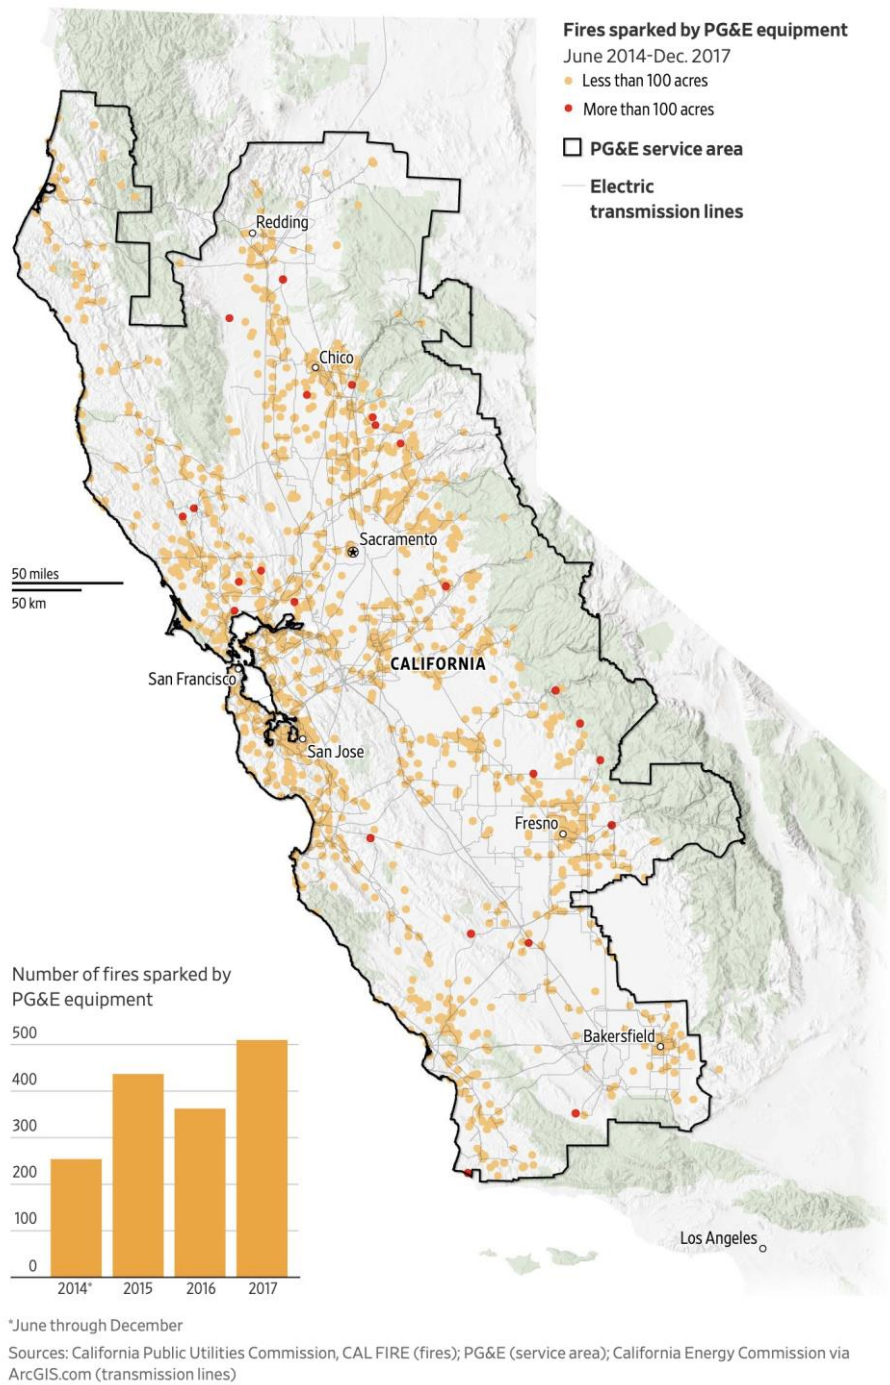 Fires sparked by PG&E equipment
June 2014-Dec. 2017
Less than 100 acres
More than 100 acres
PG&E service area
Electric
transmission lines
Redding
Chico
Sacramento
50 miles
50 km
CALIFORNIA
San Francisco
San Jose
Fresno
Number of fires sparked by
PG&E equipment
500
400
300
200
100
0
2014*
2015
2016
2017
Bakersfield
Los Angeles
*June through December
Sources: California Public Utilities Commission, CAL FIRE (fires); PG&E (service area); California Energy Commission via
ArcGIS.com (transmission lines)